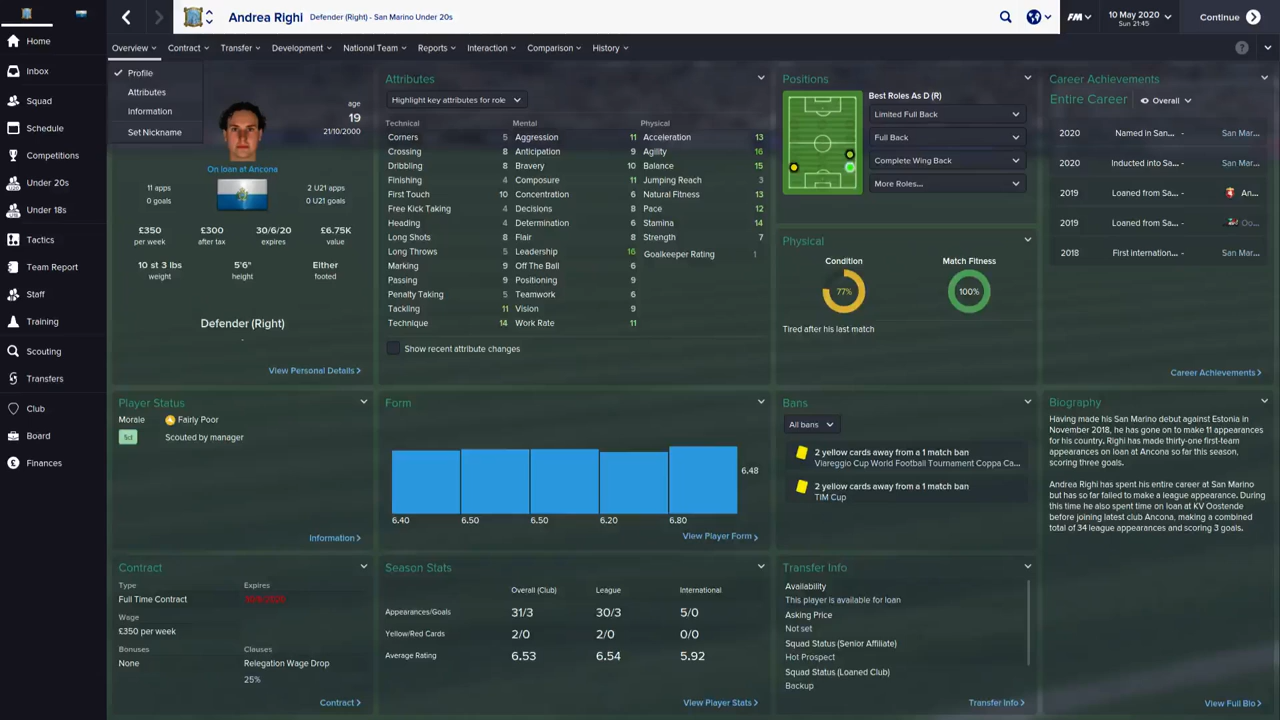 Andrea Righi
Defender (Right) - San Marino Under 20s
FM
10 May 2020
Sun 21:45
Continue
Home
Inbox
Squad
Schedule
Competitions
Under 20s
Under 18s
Tactics
Team Report
Staff
Training
Scouting
Transfers
Club
Board
Finances
Overview
Contract
Transfer
Development
National Team
Reports
Interaction
Comparison
History
Profile
Attributes
Information
Set Nickname
age
19
21/10/2000
On loan at Ancona
11 apps
0 goals
2 U21 apps
0 U21 goals
£350
per week
£300
after tax
30/6/20
expires
£6.75K
value
10 st 3 lbs
weight
5'6"
height
Either
footed
Defender (Right)
-
View Personal Details >
Attributes
Highlight key attributes for role
Technical
Mental
Physical
Corners 5 Aggression 11 Acceleration 13
Crossing 8 Anticipation 9 Agility 16
Dribbling 8 Bravery 10 Balance 15
Finishing 4 Composure 11 Jumping Reach 3
First Touch 10 Concentration 6 Natural Fitness 13
Free Kick Taking 4 Decisions 8 Pace 12
Heading 4 Determination 6 Stamina 14
Long Shots 8 Flair 8 Strength 7
Long Throws 5 Leadership 16 Goalkeeper Rating 1
Marking 9 Off The Ball 6
Passing 9 Positioning 9
Penalty Taking 5 Teamwork 6
Tackling 11 Vision 9
Technique 14 Work Rate 11
Show recent attribute changes
Positions
Best Roles As D (R)
Limited Full Back
Full Back
Complete Wing Back
More Roles...
Physical
Condition
77%
Match Fitness
100%
Tired after his last match
Career Achievements
Entire Career
Overall
2020 Named in San... - San Mar...
2020 Inducted into Sa... - San Mar...
2019 Loaned from Sa... - An...
2019 Loaned from Sa... - Oo...
2018 First internation... - San Mar...
Career Achievements >
Player Status
Morale Fairly Poor
Sct Scouted by manager
Information >
Form
6.48
6.40 6.50 6.50 6.20 6.80
View Player Form >
Bans
All bans
2 yellow cards away from a 1 match ban
Viareggio Cup World Football Tournament Coppa Ca...
2 yellow cards away from a 1 match ban
TIM Cup
Biography
Having made his San Marino debut against Estonia in
November 2018, he has gone on to make 11 appearances
for his country. Righi has made thirty-one first-team
appearances on loan at Ancona so far this season,
scoring three goals.
Andrea Righi has spent his entire career at San Marino
but has so far failed to make a league appearance. During
this time he also spent time on loan at KV Oostende
before joining latest club Ancona, making a combined
total of 34 league appearances and scoring 3 goals.
View Full Bio >
Contract
Type
Full Time Contract
Expires
Wage
£350 per week
Bonuses
None
Clauses
Relegation Wage Drop
25%
Contract >
Season Stats
Overall (Club) League International
Appearances/Goals 31/3 30/3 5/0
Yellow/Red Cards 2/0 2/0 0/0
Average Rating 6.53 6.54 5.92
View Player Stats >
Transfer Info
Availability
This player is available for loan
Asking Price
Not set
Squad Status (Senior Affiliate)
Hot Prospect
Squad Status (Loaned Club)
Backup
Transfer Info >